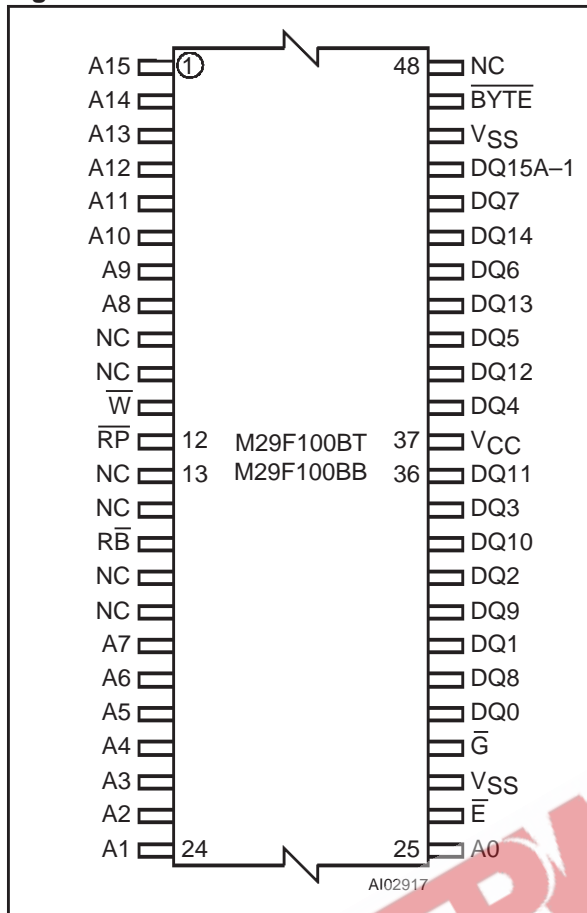 A15 1 48 NC
A14 B̅Y̅T̅E̅
A13 VSS
A12 DQ15A–1
A11 DQ7
A10 DQ14
A9 DQ6
A8 DQ13
NC DQ5
NC DQ12
W̅ DQ4
R̅P̅ 12 M29F100BT 37 VCC
NC 13 M29F100BB 36 DQ11
NC DQ3
RB̅ DQ10
NC DQ2
NC DQ9
A7 DQ1
A6 DQ8
A5 DQ0
A4 G̅
A3 VSS
A2 E̅
A1 24 25 A0
AI02917